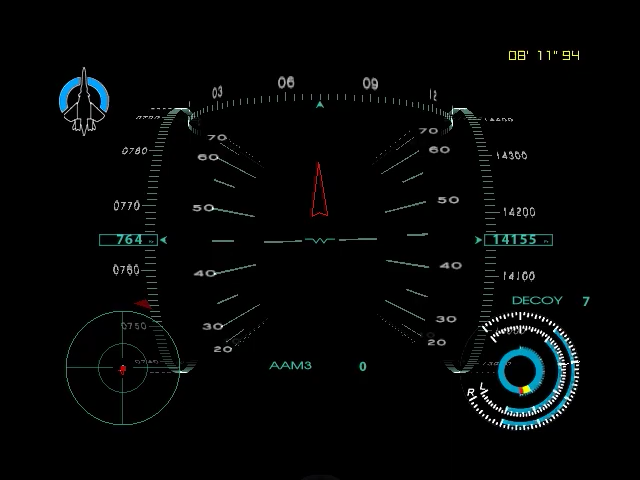 08' 11" 94
03 06 09 12
14400
0780
14300
70 70
60 60
0770
14200
50 50
764
14155
0760
14100
40 40
DECOY 7
0750
30 30
20 20
AAM3 0
L
R